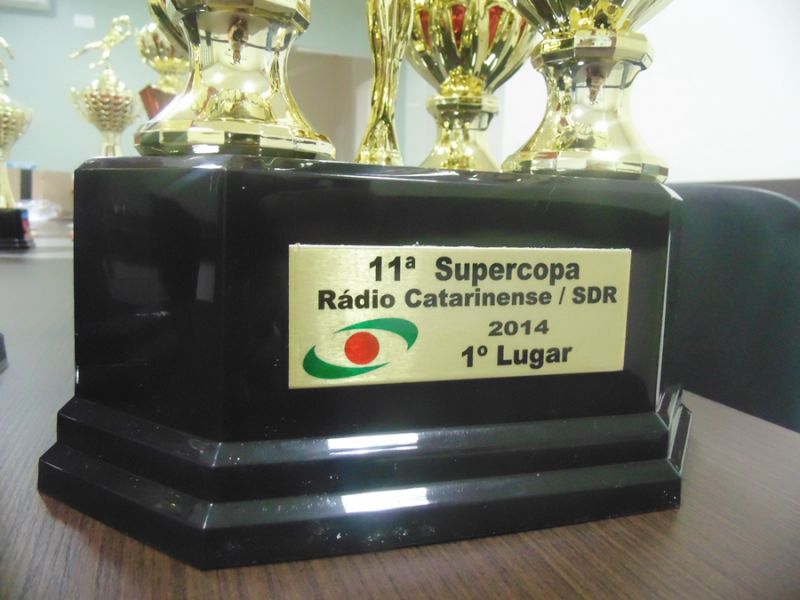 11ª Supercopa
Rádio Catarinense / SDR
2014
1º Lugar